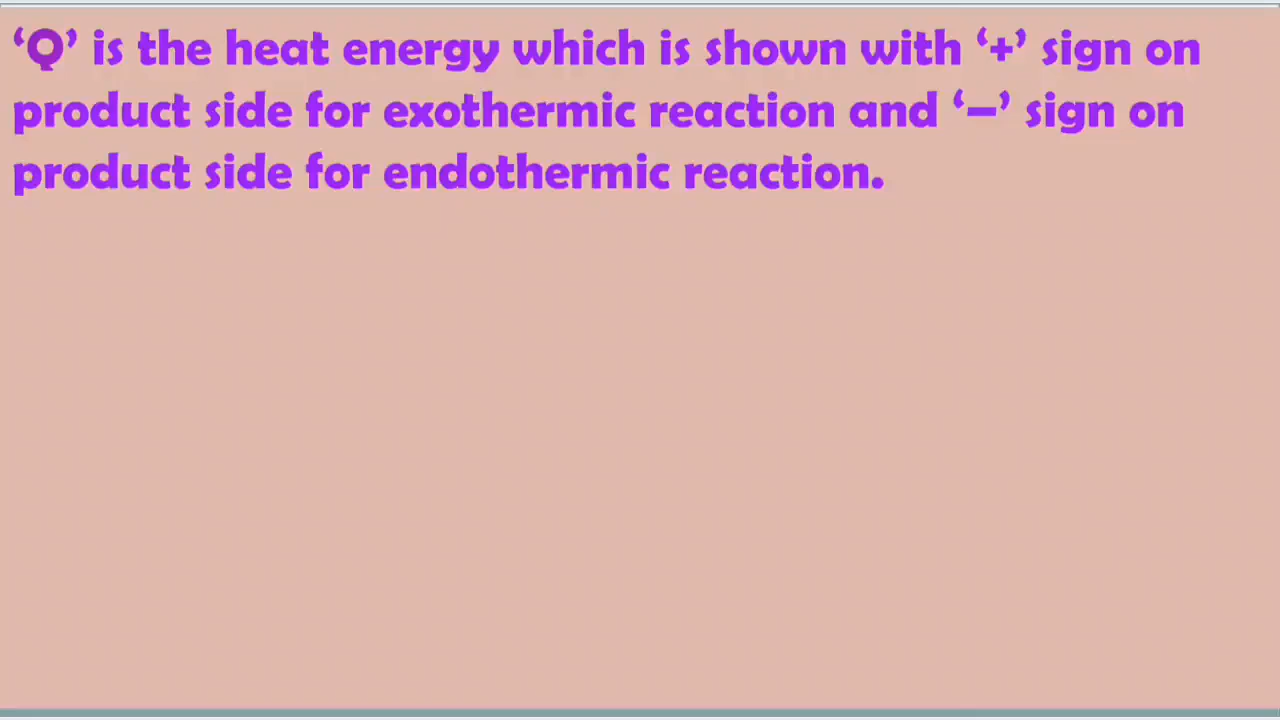 ‘Q’ is the heat energy which is shown with ‘+’ sign on
product side for exothermic reaction and ‘–’ sign on
product side for endothermic reaction.